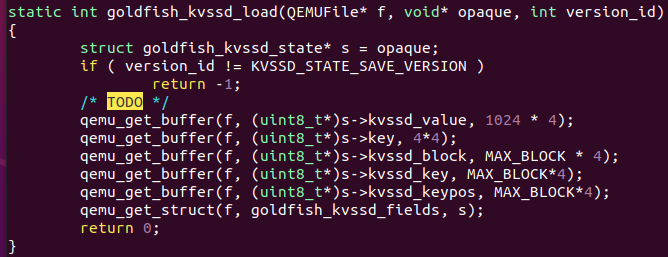 static int goldfish_kvssd_load(QEMUFile* f, void* opaque, int version_id)
{
struct goldfish_kvssd_state* s = opaque;
if ( version_id != KVSSD_STATE_SAVE_VERSION )
return -1;
/* TODO */
qemu_get_buffer(f, (uint8_t*)s->kvssd_value, 1024 * 4);
qemu_get_buffer(f, (uint8_t*)s->key, 4*4);
qemu_get_buffer(f, (uint8_t*)s->kvssd_block, MAX_BLOCK * 4);
qemu_get_buffer(f, (uint8_t*)s->kvssd_key, MAX_BLOCK*4);
qemu_get_buffer(f, (uint8_t*)s->kvssd_keypos, MAX_BLOCK*4);
qemu_get_struct(f, goldfish_kvssd_fields, s);
return 0;
}